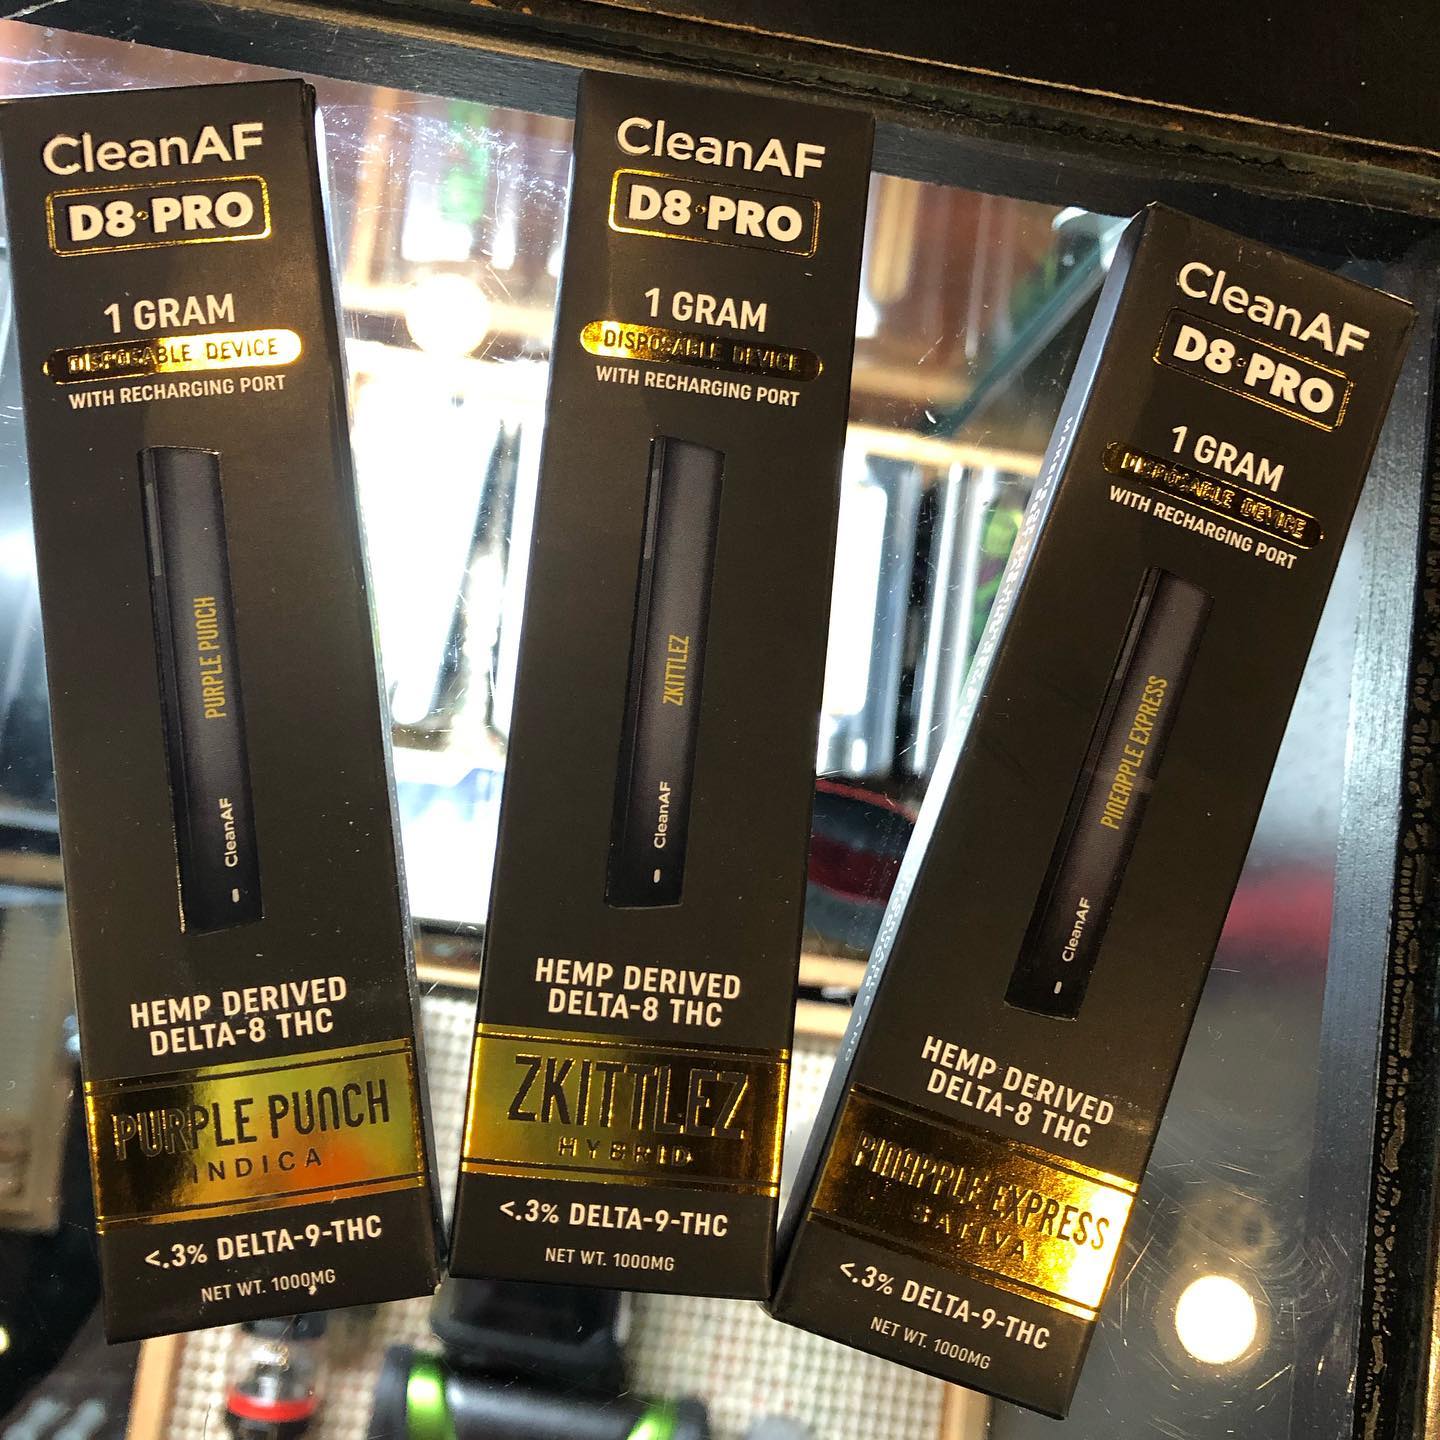 CleanAF
D8·PRO
1 GRAM
DISPOSABLE DEVICE
WITH RECHARGING PORT
PURPLE PUNCH
CleanAF
HEMP DERIVED
DELTA-8 THC
PURPLE PUNCH
INDICA
<.3% DELTA-9-THC
NET WT. 1000MG
CleanAF
D8·PRO
1 GRAM
DISPOSABLE DEVICE
WITH RECHARGING PORT
ZKITTLEZ
CleanAF
HEMP DERIVED
DELTA-8 THC
ZKITTLEZ
HYBRID
<.3% DELTA-9-THC
NET WT. 1000MG
CleanAF
D8·PRO
1 GRAM
DISPOSABLE DEVICE
WITH RECHARGING PORT
PINEAPPLE EXPRESS
CleanAF
HEMP DERIVED
DELTA-8 THC
PINEAPPLE EXPRESS
SATIVA
<.3% DELTA-9-THC
NET WT. 1000MG